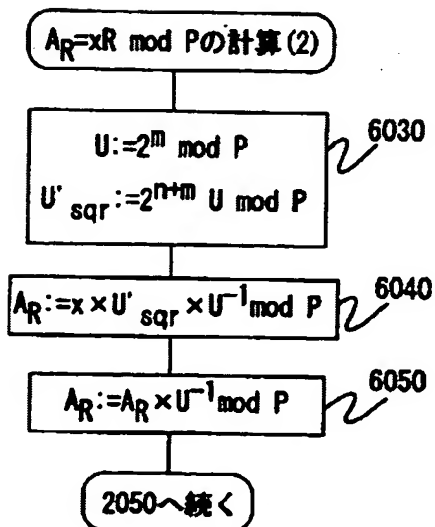 A_R=xR mod Pの計算(2)
U:=2^m mod P
U'_sqr:=2^{n+m} U mod P
6030
A_R:=x×U'_sqr×U^{-1} mod P
6040
A_R:=A_R×U^{-1} mod P
6050
2050へ続く